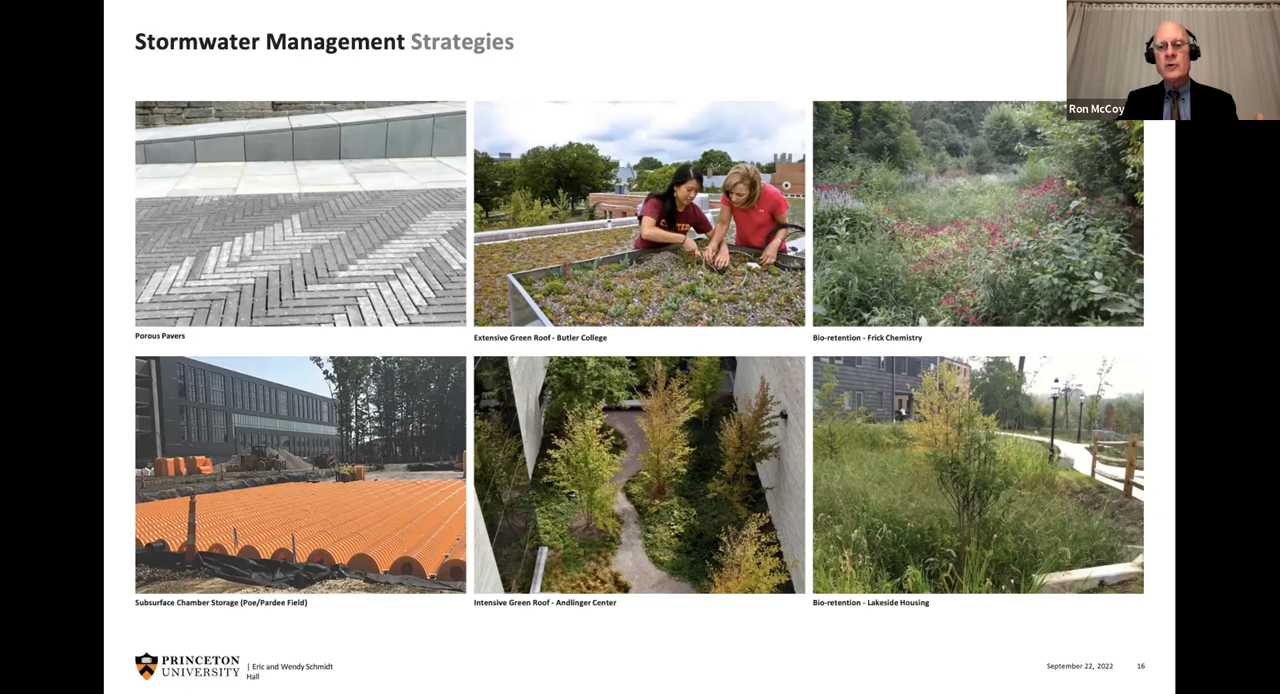 Stormwater Management Strategies
Ron McCoy
Porous Pavers
Extensive Green Roof - Butler College
Bio-retention - Frick Chemistry
Subsurface Chamber Storage (Poe/Pardee Field)
Intensive Green Roof - Andlinger Center
Bio-retention - Lakeside Housing
PRINCETON
UNIVERSITY
| Eric and Wendy Schmidt
Hall
September 22, 2022
16